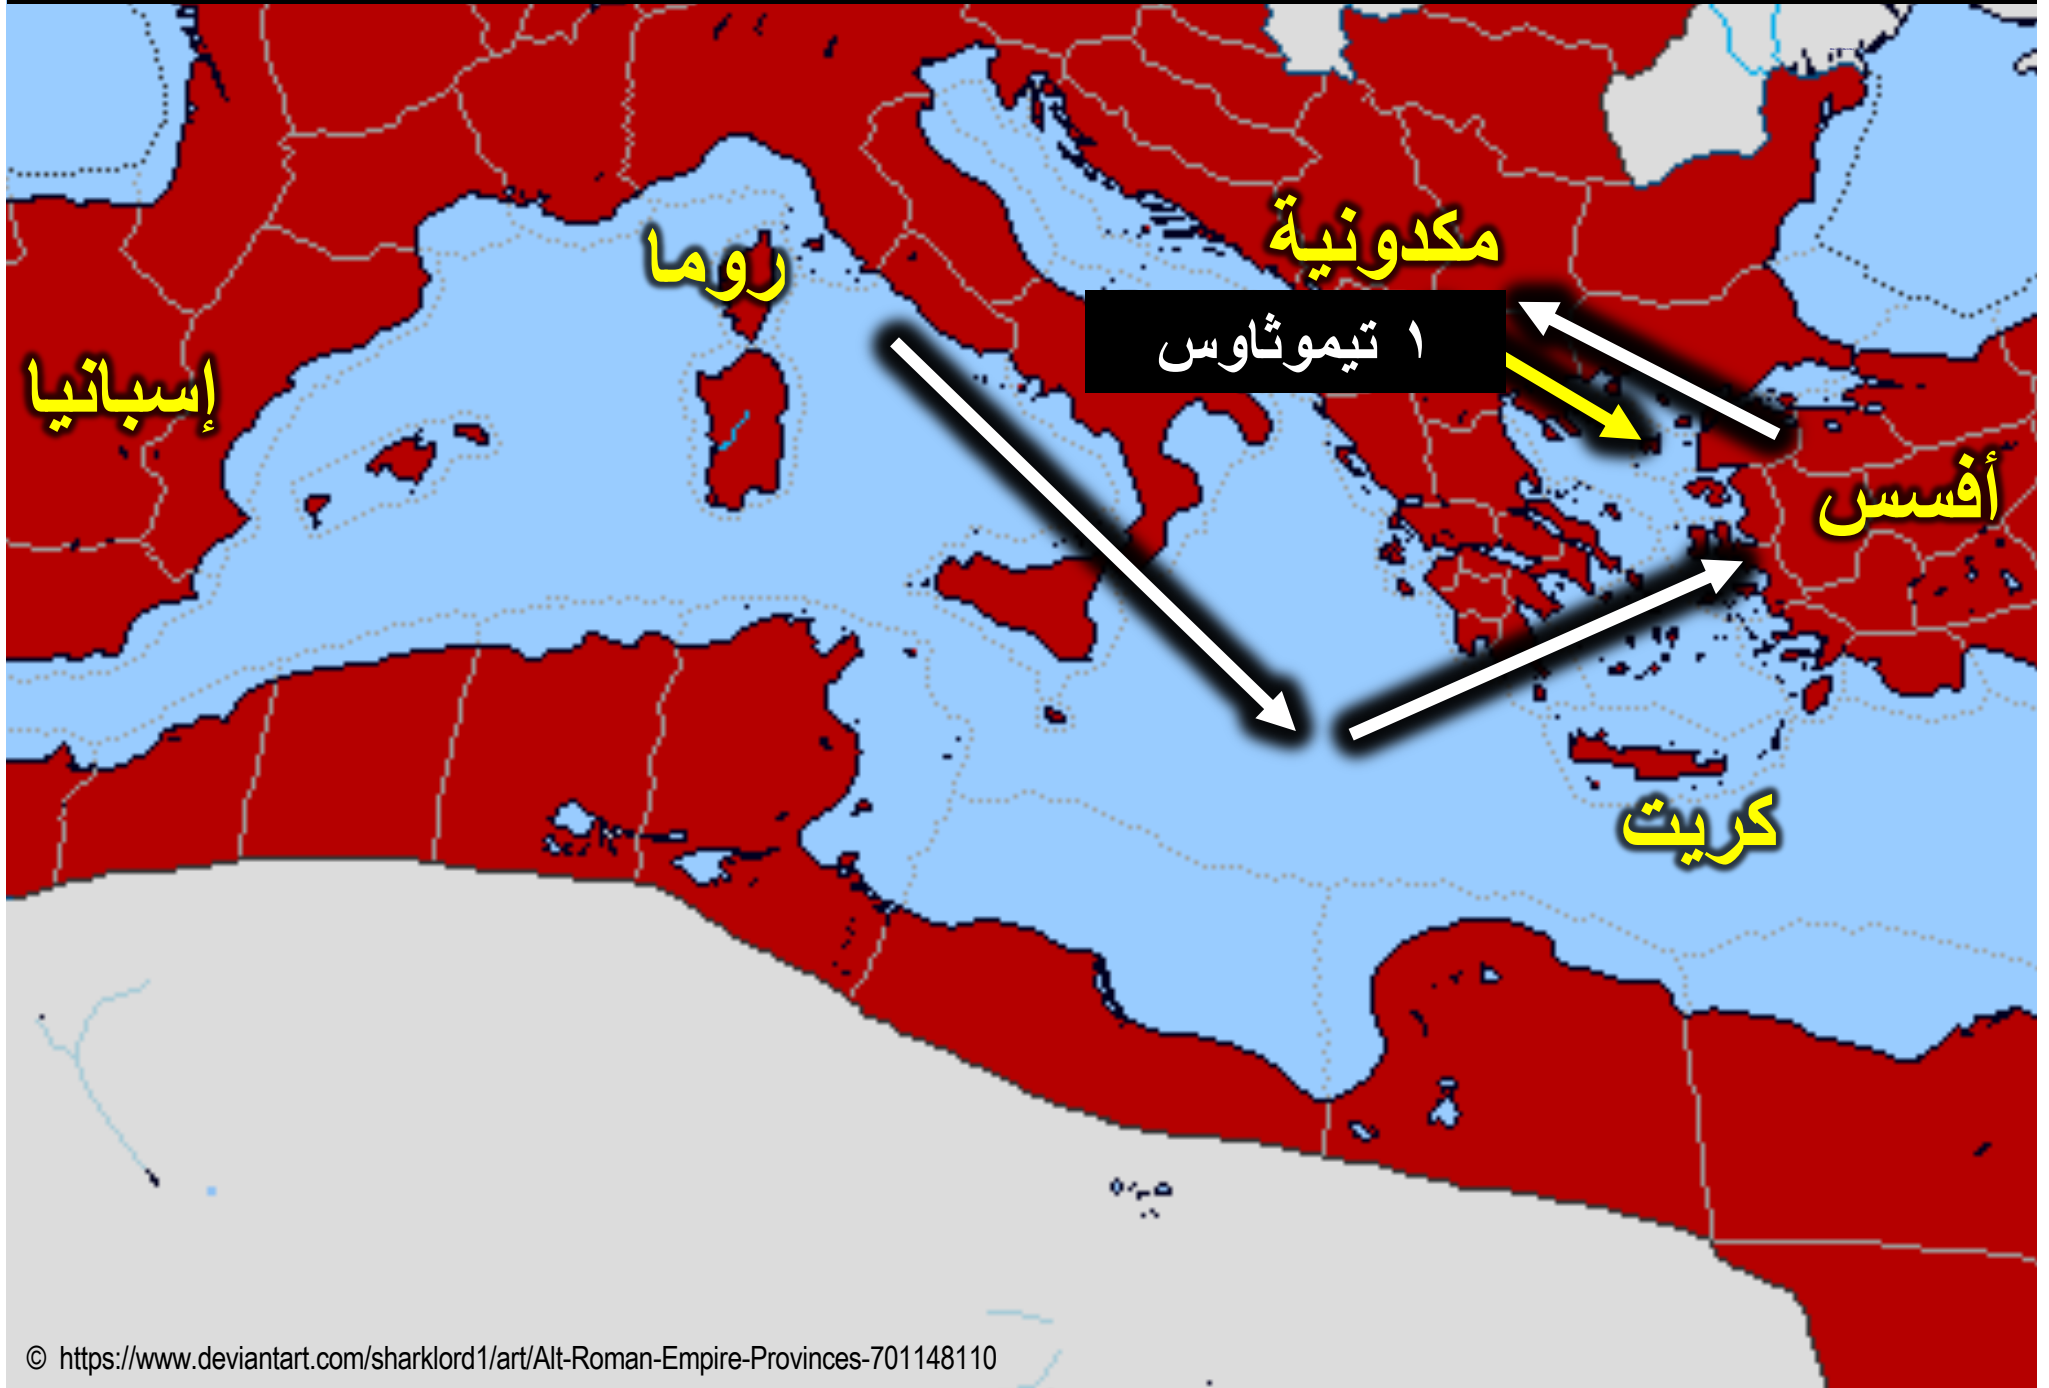 مكدونية
روما
١ تيموثاوس
إسبانيا
أفسس
كريت
© https://www.deviantart.com/sharklord1/art/Alt-Roman-Empire-Provinces-701148110